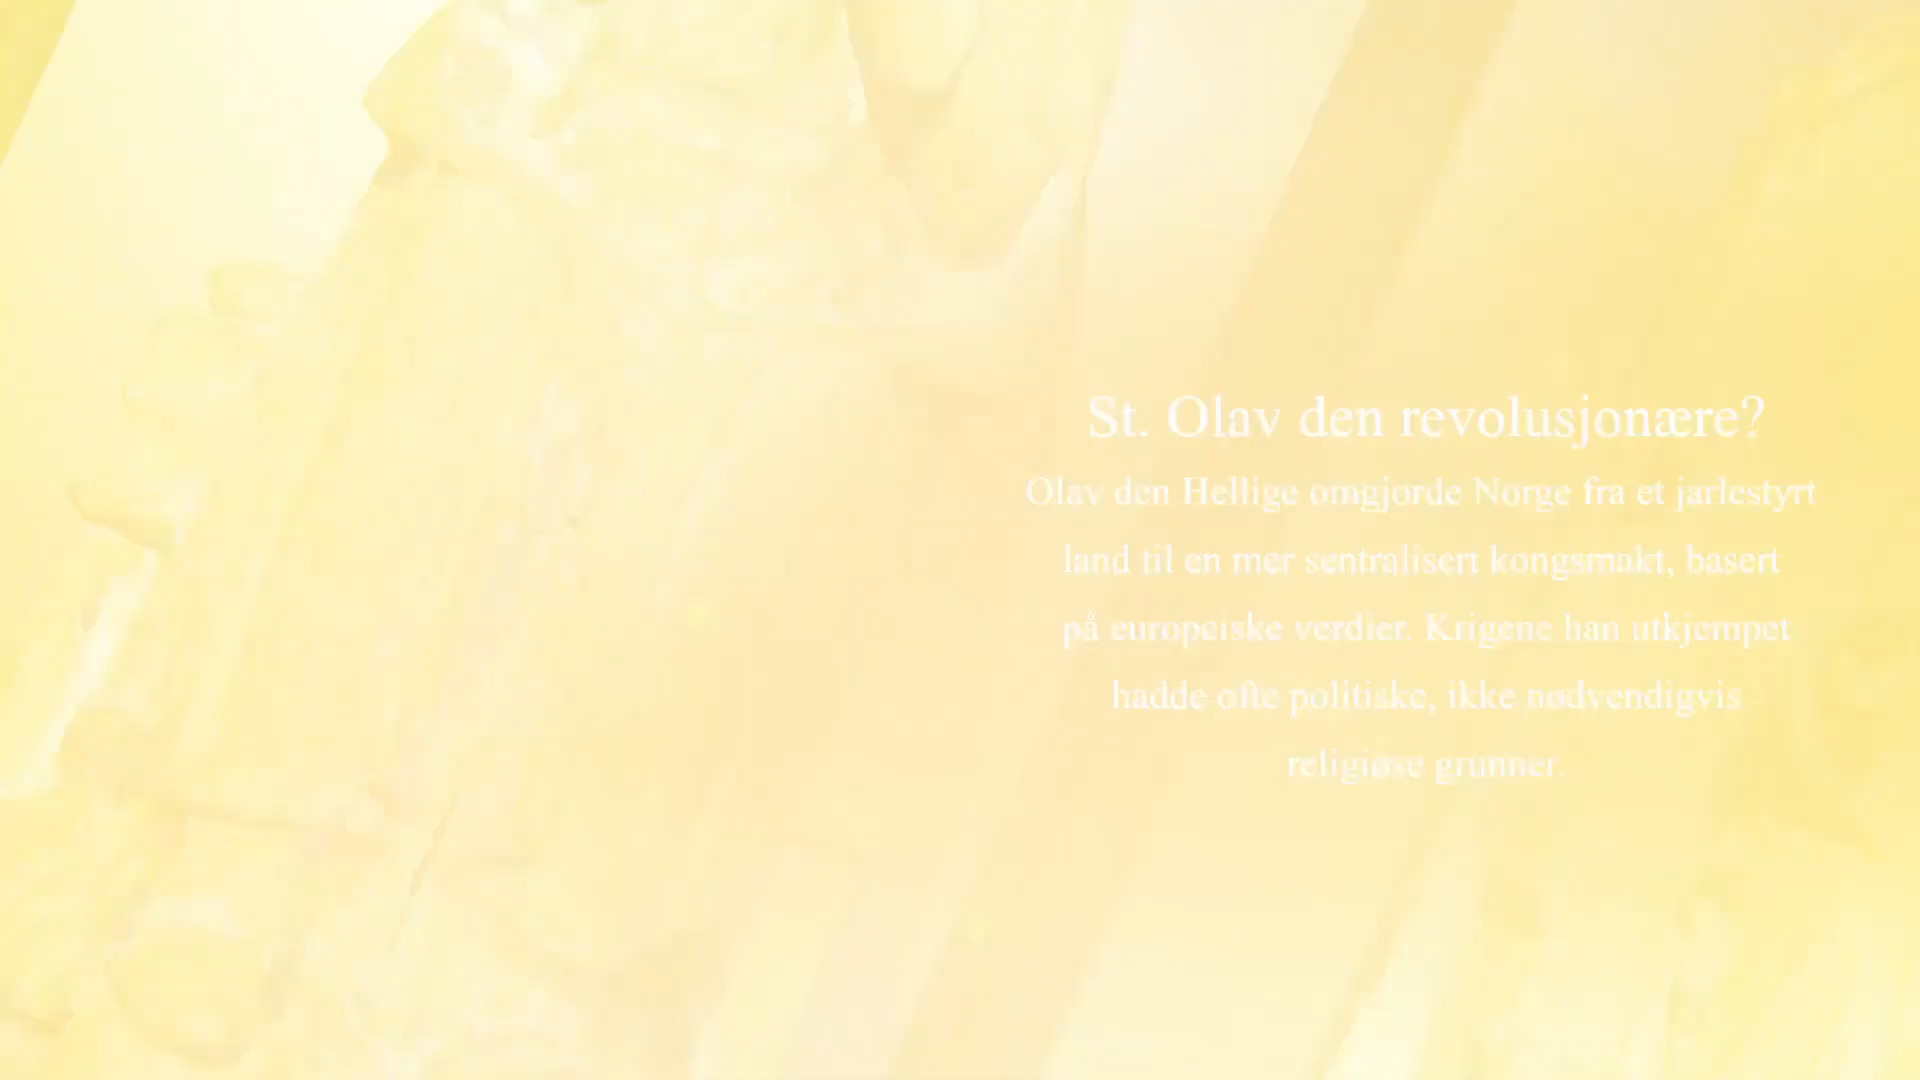 St. Olav den revolusjonære?
Olav den Hellige omgjorde Norge fra et jarlestyrt
land til en mer sentralisert kongsmakt, basert
på europeiske verdier. Krigene han utkjempet
hadde ofte politiske, ikke nødvendigvis
religiøse grunner.